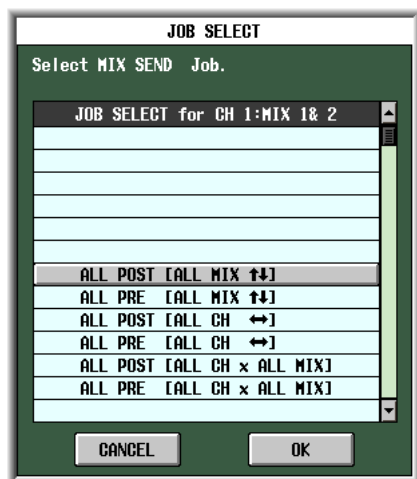 JOB SELECT
Select MIX SEND Job.
JOB SELECT for CH 1:MIX 1& 2
ALL POST [ALL MIX ⬆⬇]
ALL PRE [ALL MIX ⬆⬇]
ALL POST [ALL CH ↔]
ALL PRE [ALL CH ↔]
ALL POST [ALL CH x ALL MIX]
ALL PRE [ALL CH x ALL MIX]
CANCEL OK